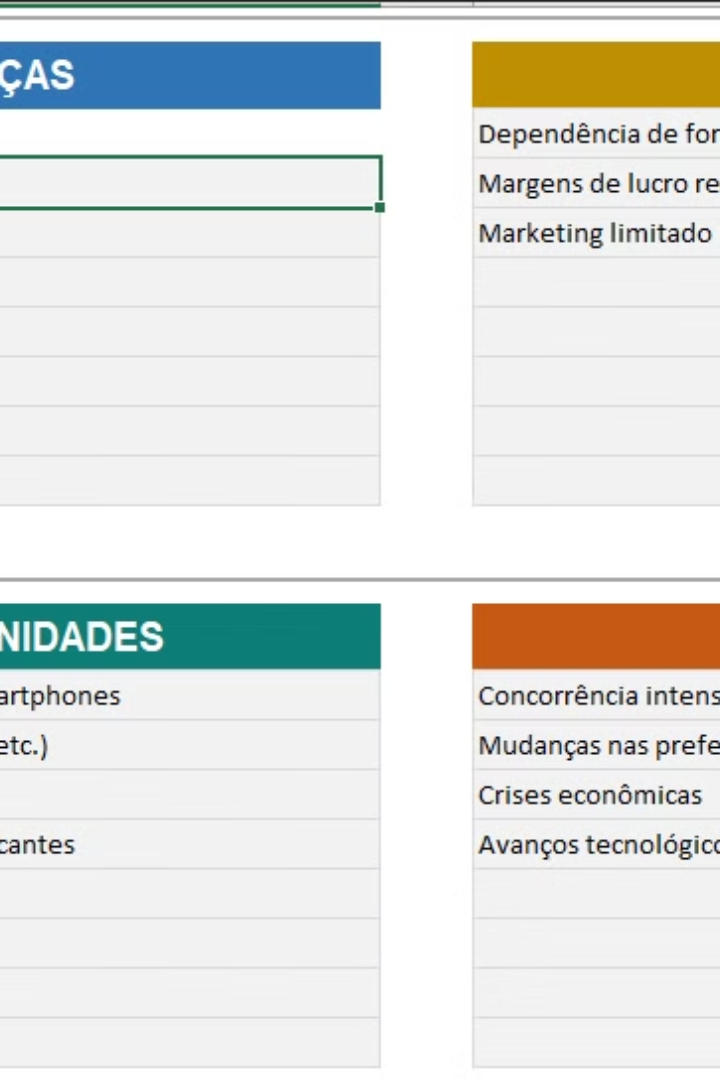 ÇAS
Dependência de for
Margens de lucro re
Marketing limitado
NIDADES
artphones
etc.)
cantes
Concorrência intens
Mudanças nas prefe
Crises econômicas
Avanços tecnológico